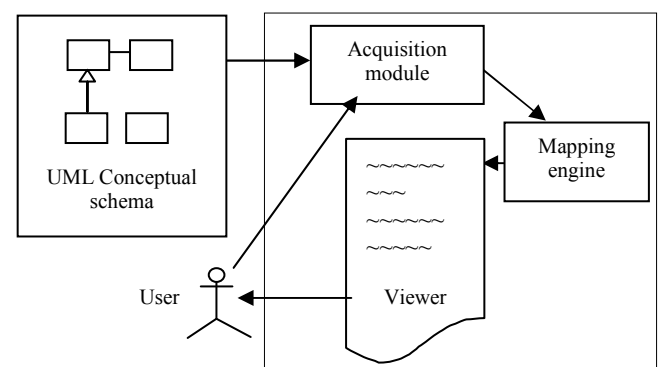 UML Conceptual
schema
Acquisition
module
Mapping
engine
User
Viewer